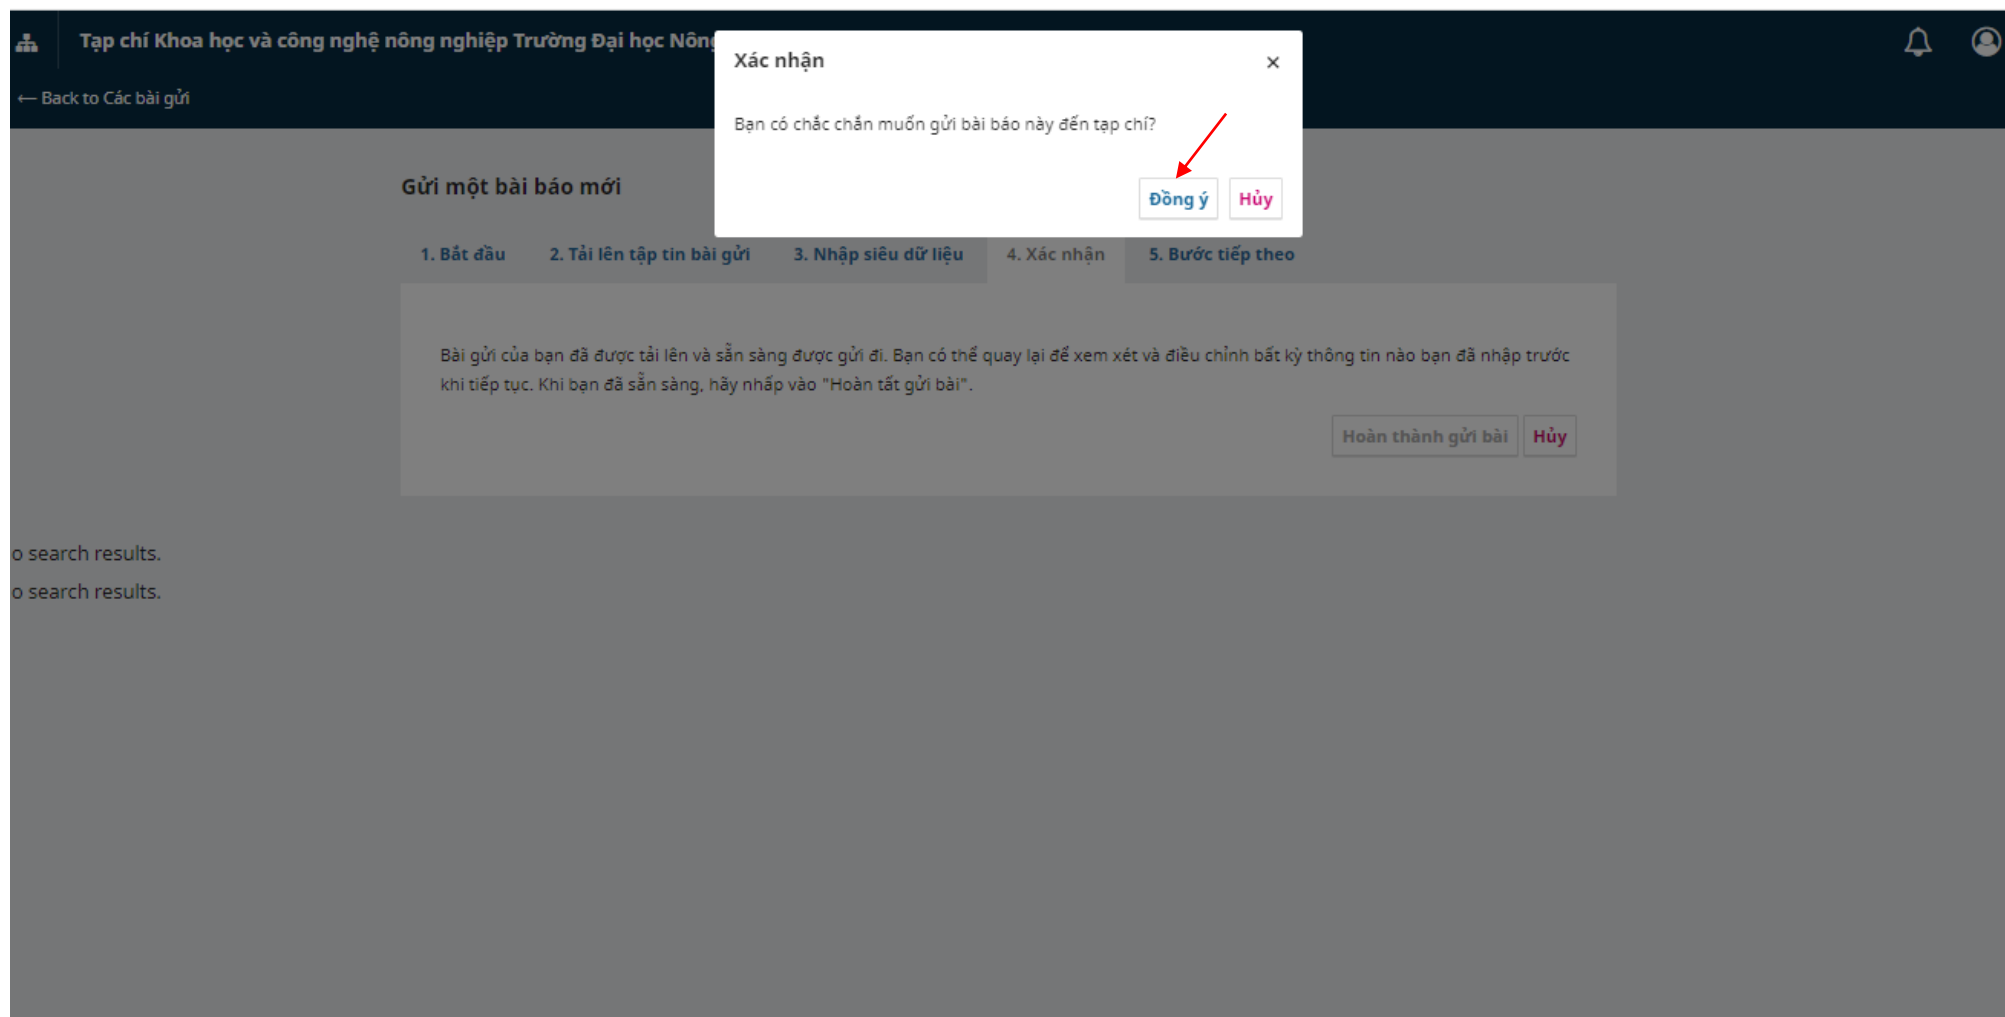 Tạp chí Khoa học và công nghệ nông nghiệp Trường Đại học Nông
← Back to Các bài gửi
Xác nhận
×
Bạn có chắc chắn muốn gửi bài báo này đến tạp chí?
Đồng ý Hủy
Gửi một bài báo mới
1. Bắt đầu 2. Tải lên tập tin bài gửi 3. Nhập siêu dữ liệu 4. Xác nhận 5. Bước tiếp theo
Bài gửi của bạn đã được tải lên và sẵn sàng được gửi đi. Bạn có thể quay lại để xem xét và điều chỉnh bất kỳ thông tin nào bạn đã nhập trước
khi tiếp tục. Khi bạn đã sẵn sàng, hãy nhấp vào "Hoàn tất gửi bài".
Hoàn thành gửi bài Hủy
o search results.
o search results.